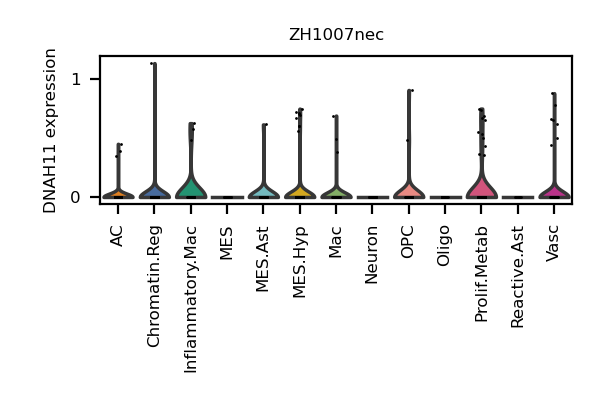 ZH1007nec
DNAH11 expression
1
0
AC
Chromatin.Reg
Inflammatory.Mac
MES
MES.Ast
MES.Hyp
Mac
Neuron
OPC
Oligo
Prolif.Metab
Reactive.Ast
Vasc